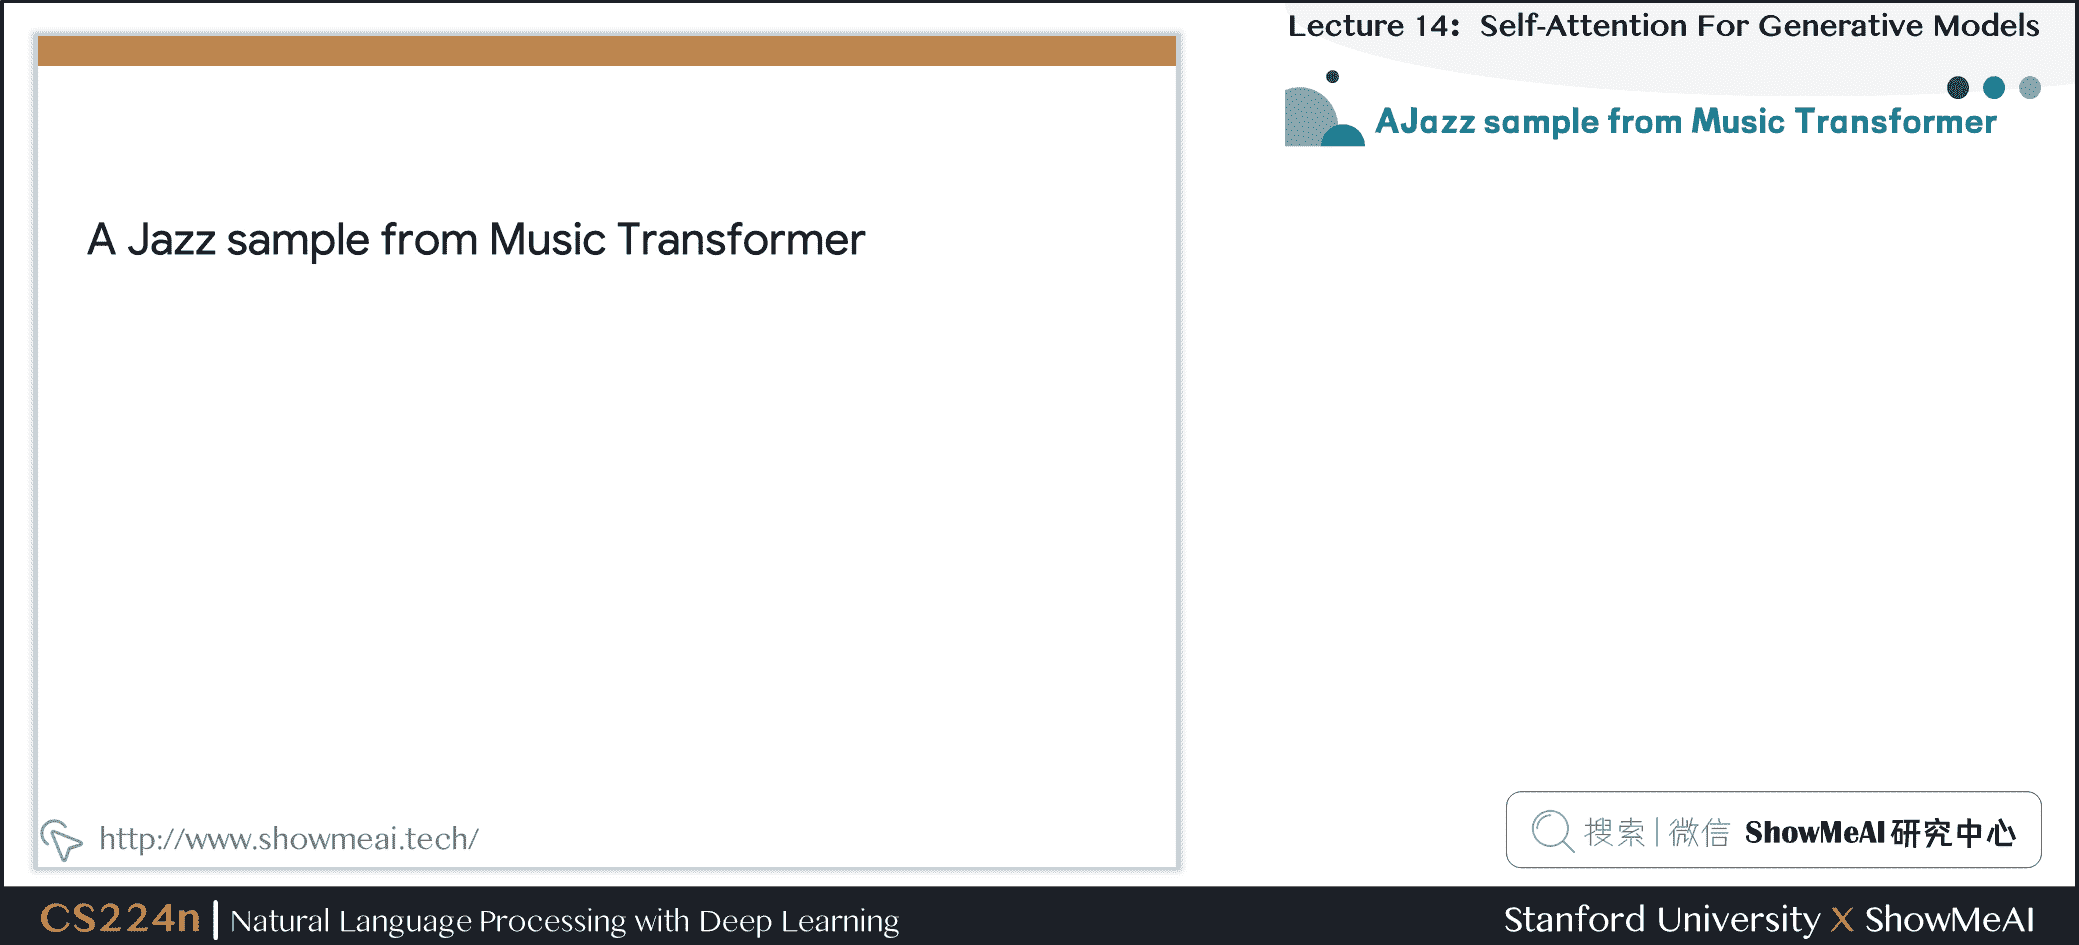 Lecture 14: Self-Attention For Generative Models
AJazz sample from Music Transformer
A Jazz sample from Music Transformer
http://www.showmeai.tech/
搜索|微信 ShowMeAI研究中心
CS224n | Natural Language Processing with Deep Learning
Stanford University X ShowMeAI